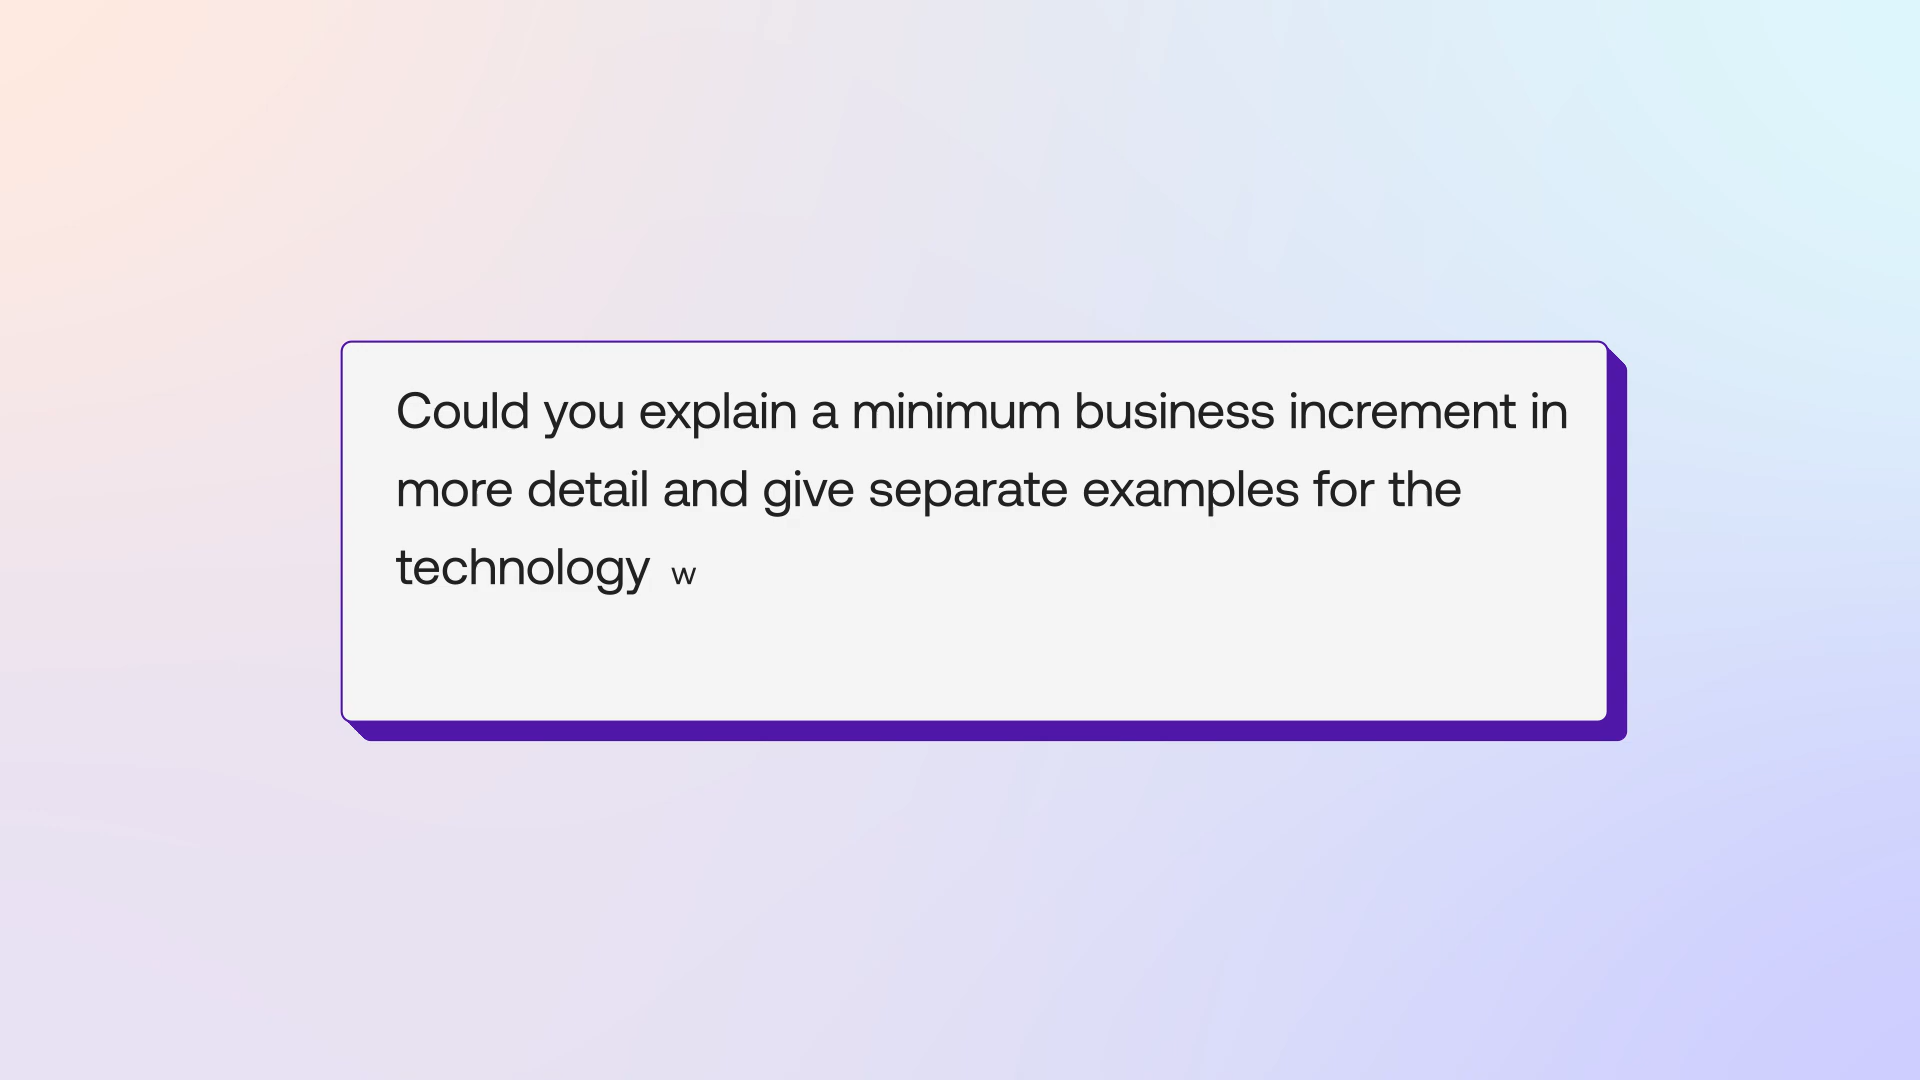 Could you explain a minimum business increment in
more detail and give separate examples for the
technology w